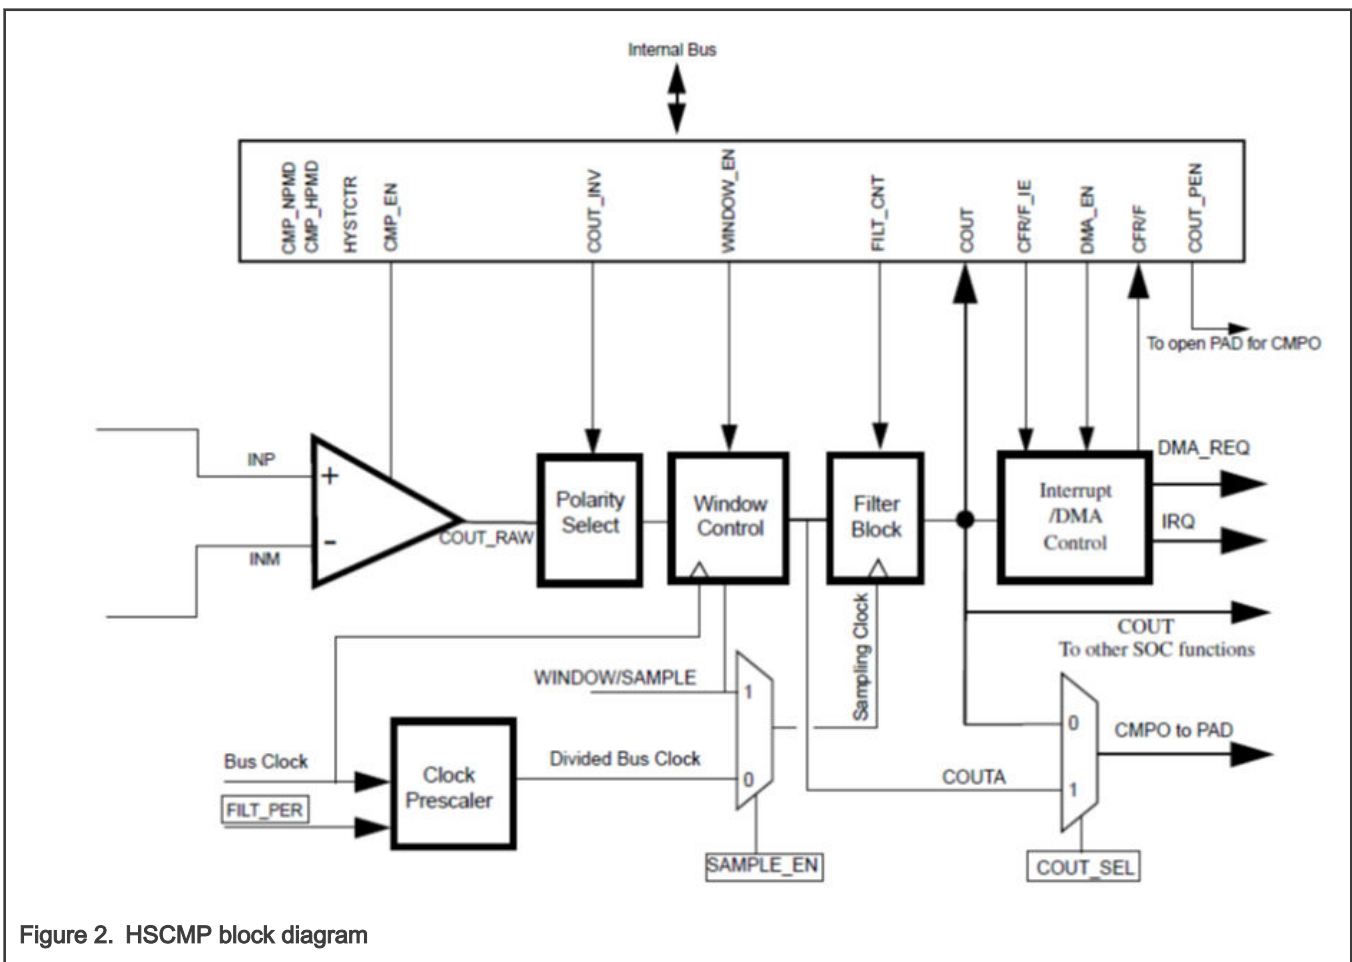 Internal Bus
CMP_NPMD
CMP_HPMD
HYSTCTR
CMP_EN
COUT_INV
WINDOW_EN
FILT_CNT
COUT
CFR/F_IE
DMA_EN
CFR/F
COUT_PEN
To open PAD for CMPO
INP
+
INM
-
COUT_RAW
Polarity
Select
Window
Control
Filter
Block
Interrupt
/DMA
Control
DMA_REQ
IRQ
COUT
To other SOC functions
WINDOW/SAMPLE
1
0
Sampling Clock
Bus Clock
FILT_PER
Clock
Prescaler
Divided Bus Clock
SAMPLE_EN
COUTA
0
1
CMPO to PAD
COUT_SEL
Figure 2. HSCMP block diagram